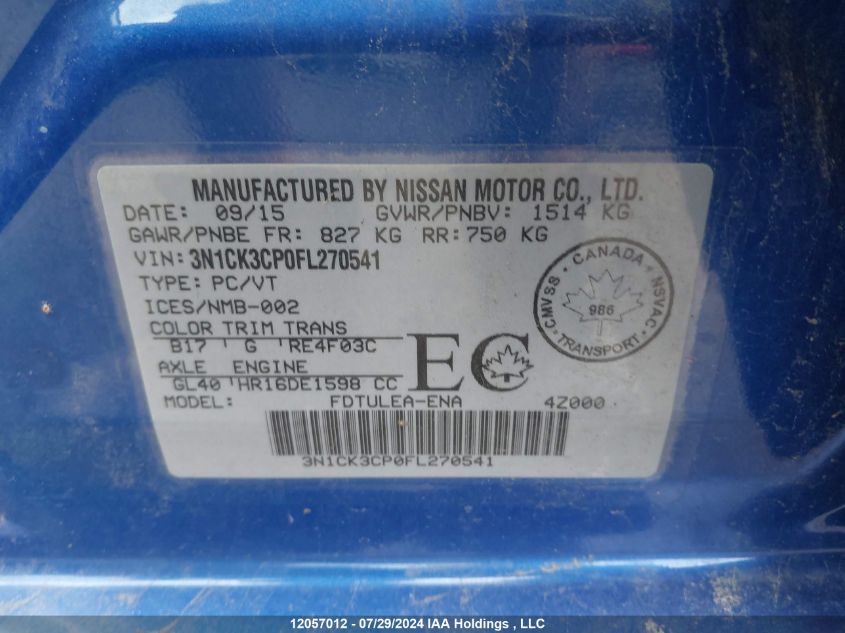 MANUFACTURED BY NISSAN MOTOR CO., LTD.
DATE: 09/15 GVWR/PNBV: 1514 KG
GAWR/PNBE FR: 827 KG RR: 750 KG
VIN: 3N1CK3CP0FL270541
TYPE: PC/VT
ICES/NMB-002
COLOR TRIM TRANS
B17 ' G 'RE4F03C
AXLE ENGINE
GL40 'HR16DE1598 CC
MODEL: FDTULEA-ENA 4Z000
EC
CMVSS - CANADA - NSVAC
986
TRANSPORT
3N1CK3CP0FL270541
12057012 - 07/29/2024 IAA Holdings , LLC